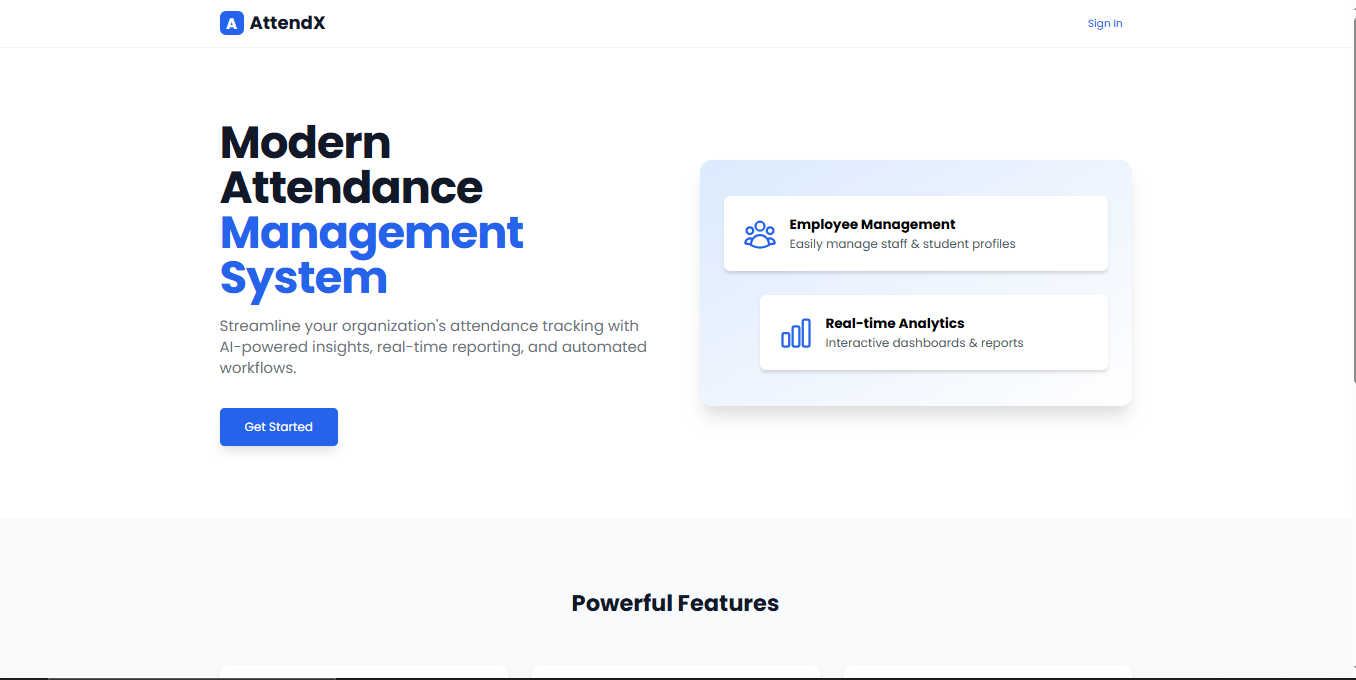 A AttendX
Sign In
Modern
Attendance
Management
System
Streamline your organization's attendance tracking with
AI-powered insights, real-time reporting, and automated
workflows.
Get Started
Employee Management
Easily manage staff & student profiles
Real-time Analytics
Interactive dashboards & reports
Powerful Features